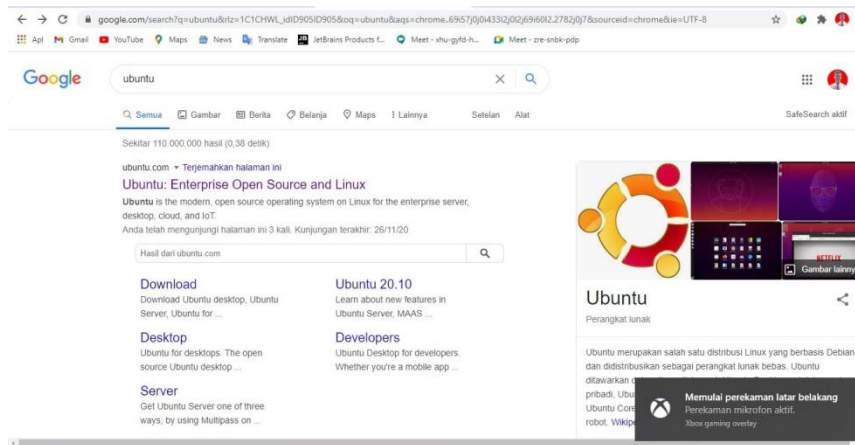 google.com/search?q=ubuntu&rlz=1C1CHWL_idID905ID905&oq=ubuntu&aqs=chrome..69i57j0j0i433l2j0l2j69i60l2.2782j0j7&sourceid=chrome&ie=UTF-8
Apl Gmail YouTube Maps News Translate JetBrains Products f... Meet - xhu-gyfd-h... Meet - zre-snbk-pdp
Google ubuntu
Semua Gambar Berita Belanja Maps Lainnya Setelan Alat SafeSearch aktif
Sekitar 110.000.000 hasil (0,38 detik)
ubuntu.com Terjemahkan halaman ini
Ubuntu: Enterprise Open Source and Linux
Ubuntu is the modern, open source operating system on Linux for the enterprise server,
desktop, cloud, and IoT.
Anda telah mengunjungi halaman ini 3 kali. Kunjungan terakhir: 26/11/20
Hasil dari ubuntu.com
Download
Download Ubuntu desktop, Ubuntu
Server, Ubuntu for ...
Ubuntu 20.10
Learn about new features in
Ubuntu Server, MAAS ...
Desktop
Ubuntu for desktops. The open
source Ubuntu desktop ...
Developers
Ubuntu Desktop for developers.
Whether you're a mobile app ...
Server
Get Ubuntu Server one of three
ways; by using Multipass on ...
NETFLIX
Gambar lainny
Ubuntu
Perangkat lunak
Ubuntu merupakan salah satu distribusi Linux yang berbasis Debian
dan didistribusikan sebagai perangkat lunak bebas. Ubuntu
ditawarkan
pribadi, Ubu
Ubuntu Core
robot. Wikip
Memulai perekaman latar belakang
Perekaman mikrofon aktif.
Xbox gaming overlay